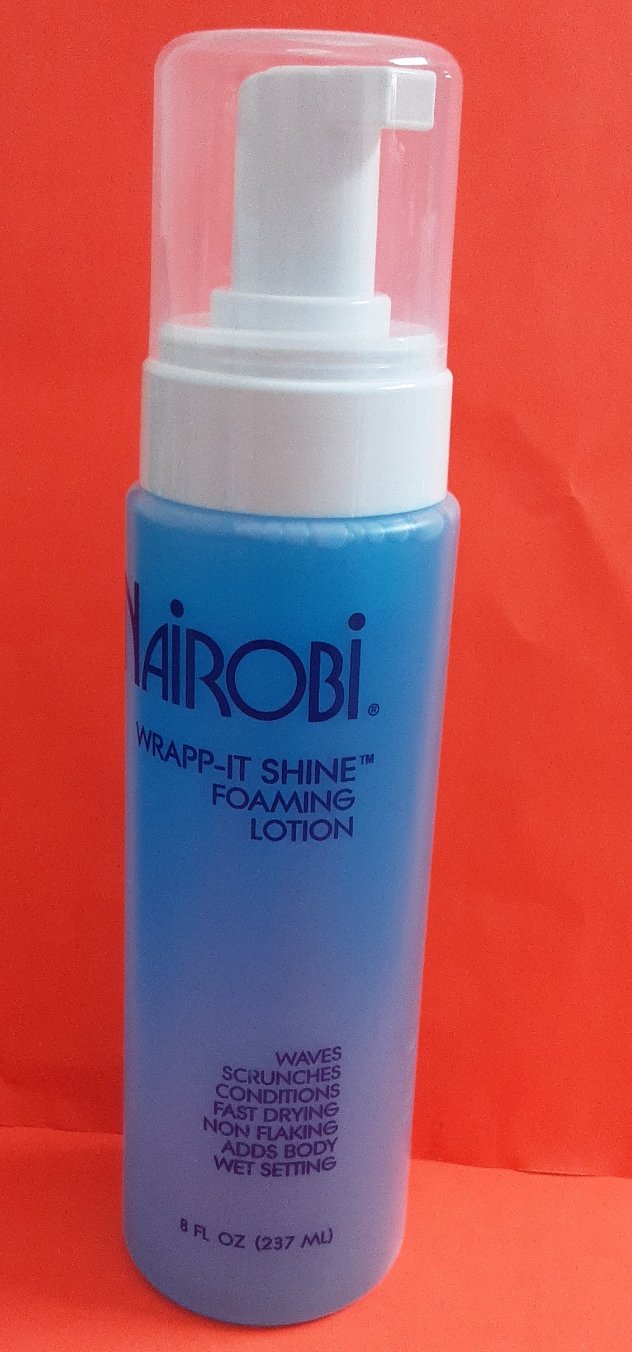 NAiROBi®
WRAPP-IT SHINE™
FOAMING
LOTION
WAVES
SCRUNCHES
CONDITIONS
FAST DRYING
NON FLAKING
ADDS BODY
WET SETTING
8 FL OZ (237 ML)